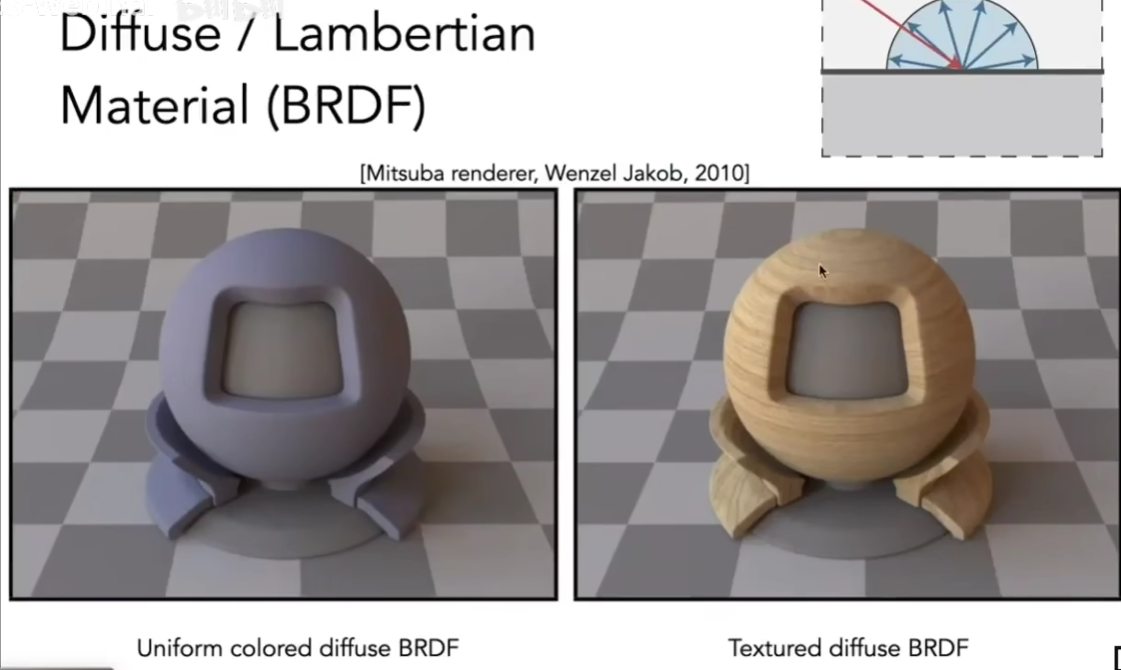 Diffuse / Lambertian
Material (BRDF)
[Mitsuba renderer, Wenzel Jakob, 2010]
Uniform colored diffuse BRDF
Textured diffuse BRDF